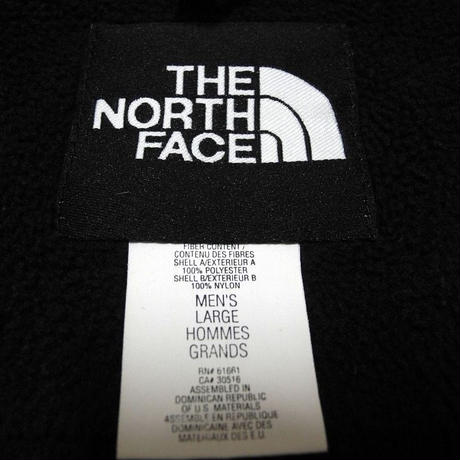 THE
NORTH
FACE
FIBER CONTENT /
CONTENU DES FIBRES
SHELL A/EXTERIEUR A
100% POLYESTER
SHELL B/EXTERIEUR B
100% NYLON
MEN'S
LARGE
HOMMES
GRANDS
RN# 61661
CA# 30516
ASSEMBLED IN
DOMINICAN REPUBLIC
OF U.S. MATERIALS
ASSEMBLÉ EN REPUBLIQUE
DOMINICAINE AVEC DES
MATERIAUX DES E.U.